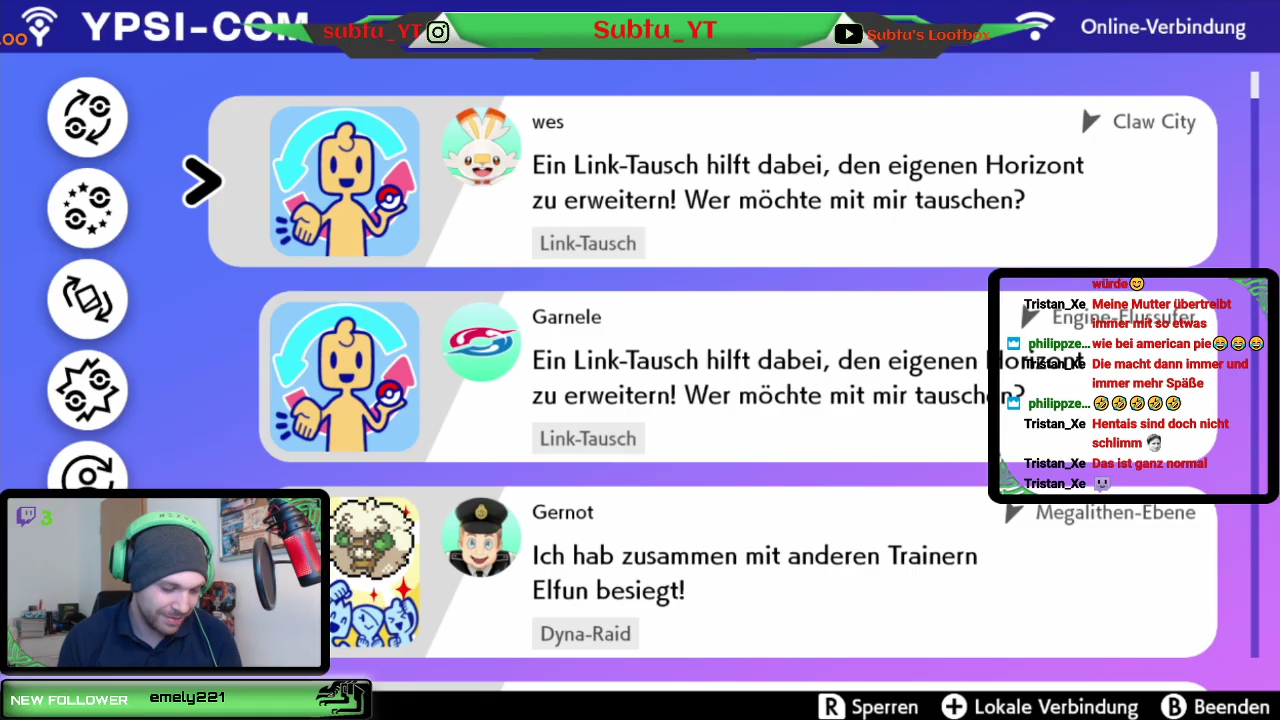 YPSI-COM
subtu_YT
Subtu_YT
Subtu's Lootbox
Online-Verbindung
wes
Claw City
Ein Link-Tausch hilft dabei, den eigenen Horizont
zu erweitern! Wer möchte mit mir tauschen?
Link-Tausch
Garnele
Engine-Flussufer
Ein Link-Tausch hilft dabei, den eigenen Horizont
zu erweitern! Wer möchte mit mir tauschen?
Link-Tausch
Gernot
Megalithen-Ebene
Ich hab zusammen mit anderen Trainern
Elfun besiegt!
Dyna-Raid
würde😊
Tristan_Xe Meine Mutter übertreibt
immer mit so etwas
philippze... wie bei american pie😂😂😂
Tristan_Xe Die macht dann immer und
immer mehr Späße
philippze... 🤣🤣🤣🤣🤣
Tristan_Xe Hentais sind doch nicht
schlimm
Tristan_Xe Das ist ganz normal
Tristan_Xe
3
NEW FOLLOWER emely221
R Sperren + Lokale Verbindung B Beenden